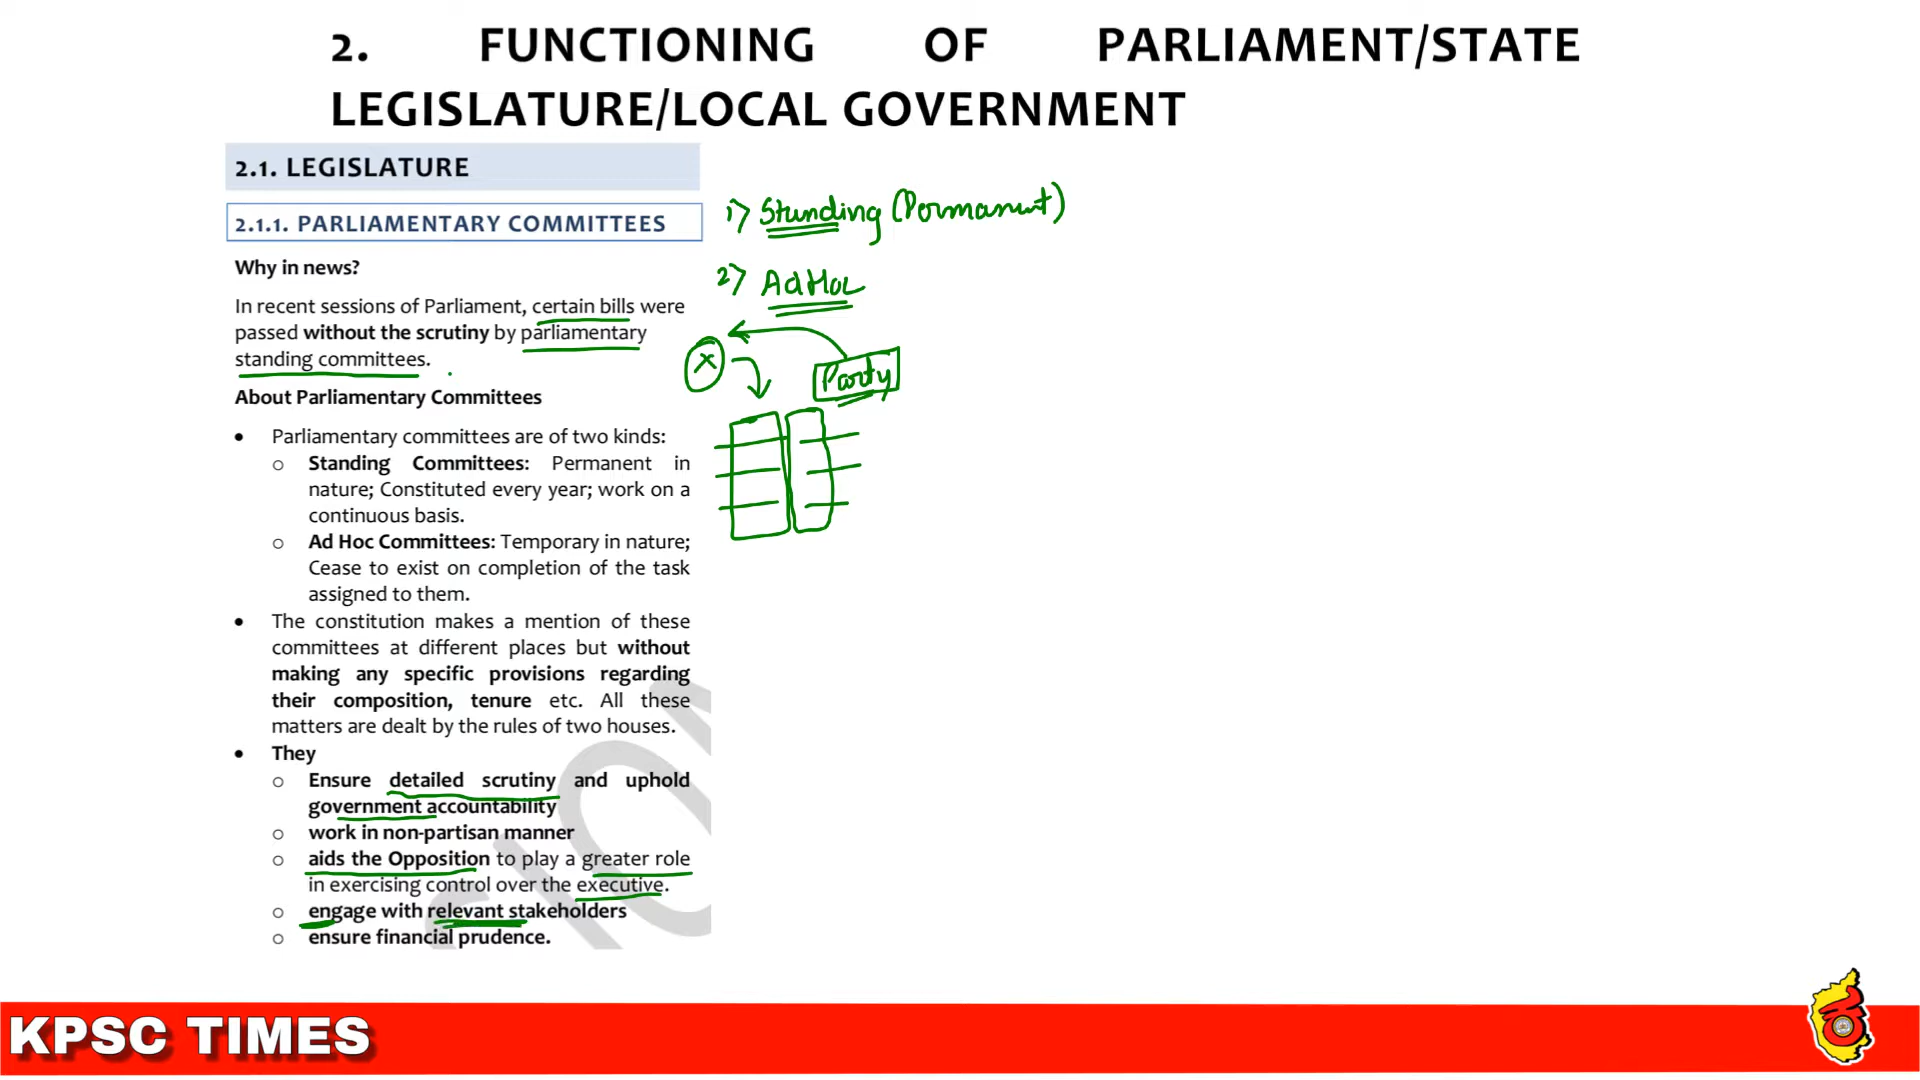 2. FUNCTIONING OF PARLIAMENT/STATE
LEGISLATURE/LOCAL GOVERNMENT
2.1. LEGISLATURE
2.1.1. PARLIAMENTARY COMMITTEES
Why in news?
In recent sessions of Parliament, certain bills were
passed without the scrutiny by parliamentary
standing committees.
About Parliamentary Committees
• Parliamentary committees are of two kinds:
o Standing Committees: Permanent in
nature; Constituted every year; work on a
continuous basis.
o Ad Hoc Committees: Temporary in nature;
Cease to exist on completion of the task
assigned to them.
• The constitution makes a mention of these
committees at different places but without
making any specific provisions regarding
their composition, tenure etc. All these
matters are dealt by the rules of two houses.
• They
o Ensure detailed scrutiny and uphold
government accountability
o work in non-partisan manner
o aids the Opposition to play a greater role
in exercising control over the executive.
o engage with relevant stakeholders
o ensure financial prudence.
1) Standing (Permanent)
2) Ad Hoc
X
Party
KPSC TIMES